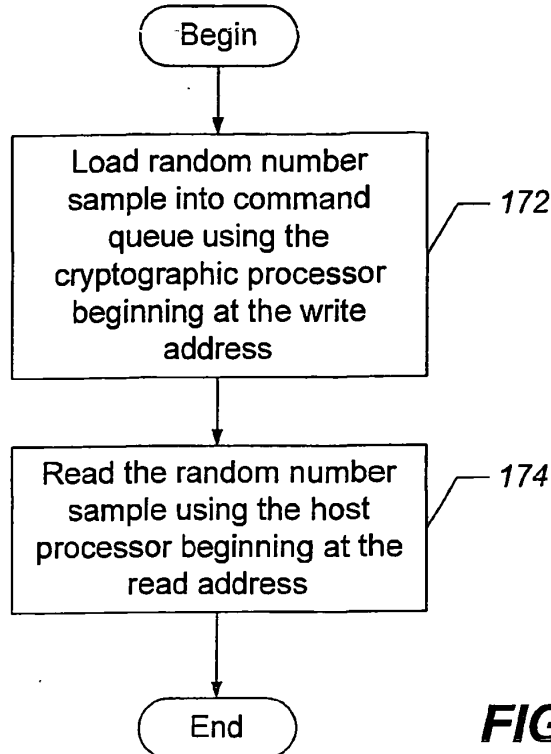 Begin
Load random number
sample into command
queue using the
cryptographic processor
beginning at the write
address
172
Read the random number
sample using the host
processor beginning at the
read address
174
End
FIG